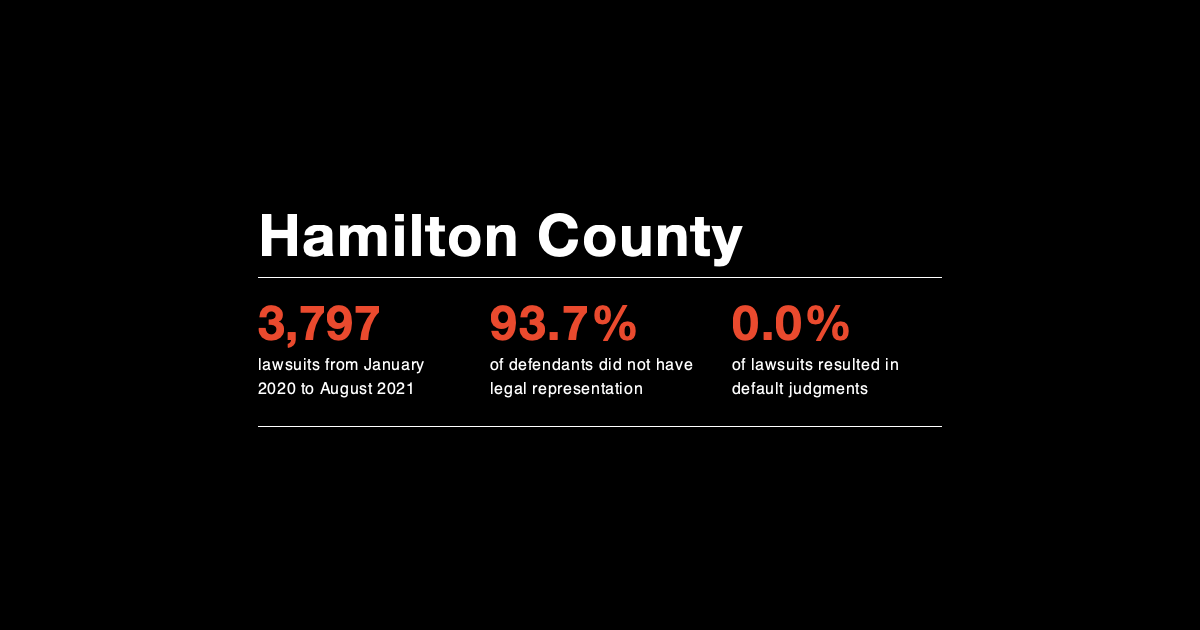 Hamilton County
3,797
lawsuits from January
2020 to August 2021
93.7%
of defendants did not have
legal representation
0.0%
of lawsuits resulted in
default judgments